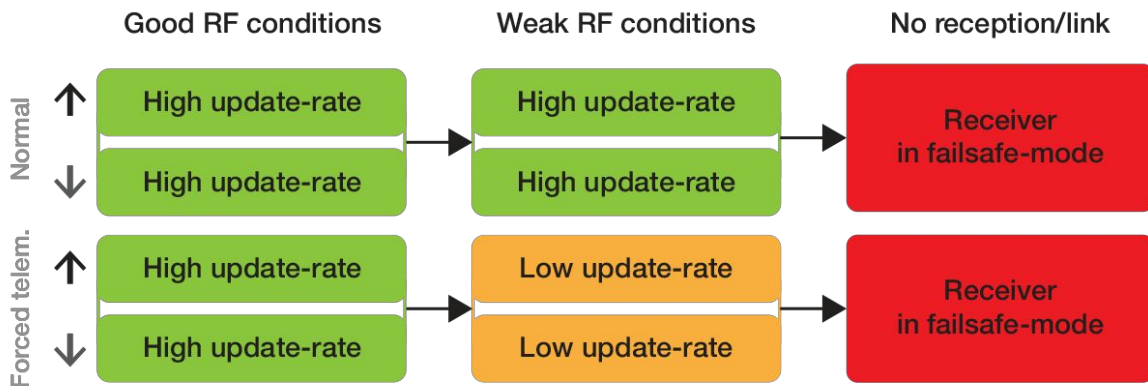 Good RF conditions
Weak RF conditions
No reception/link
Normal
High update-rate
High update-rate
Receiver
in failsafe-mode
High update-rate
High update-rate
Forced telem.
High update-rate
Low update-rate
Receiver
in failsafe-mode
High update-rate
Low update-rate